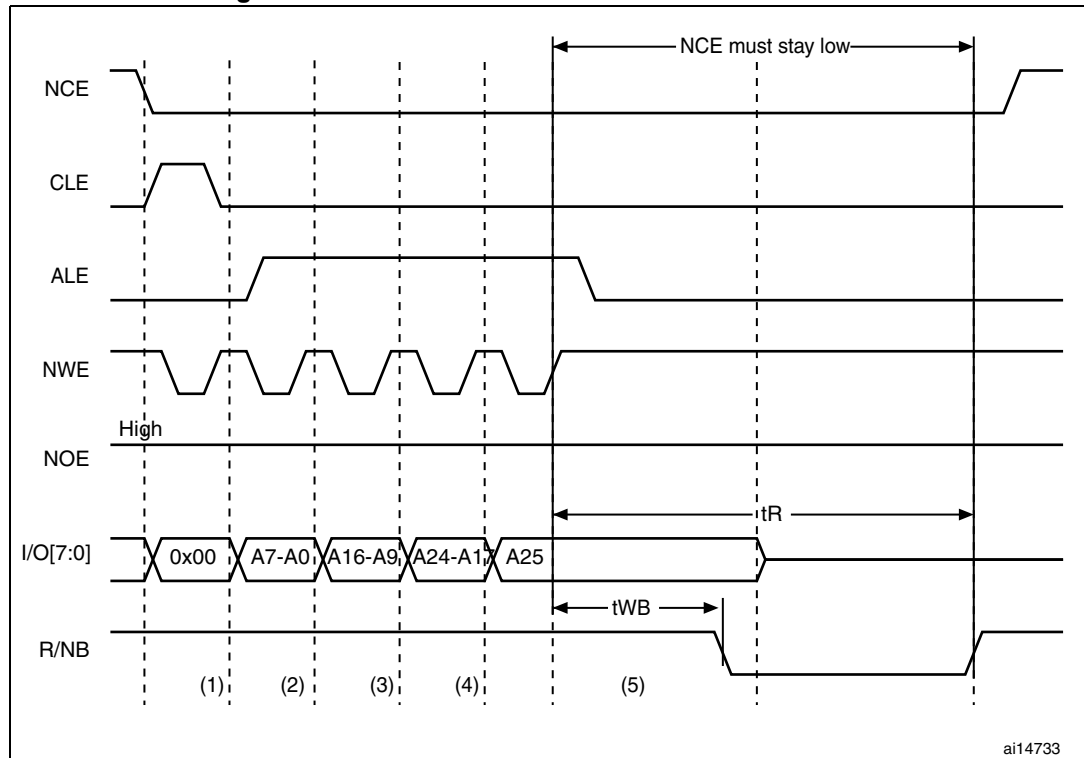 NCE must stay low
NCE
CLE
ALE
NWE
High
NOE
tR
I/O[7:0]
0x00
A7-A0
A16-A9
A24-A17
A25
tWB
R/NB
(1)
(2)
(3)
(4)
(5)
ai14733